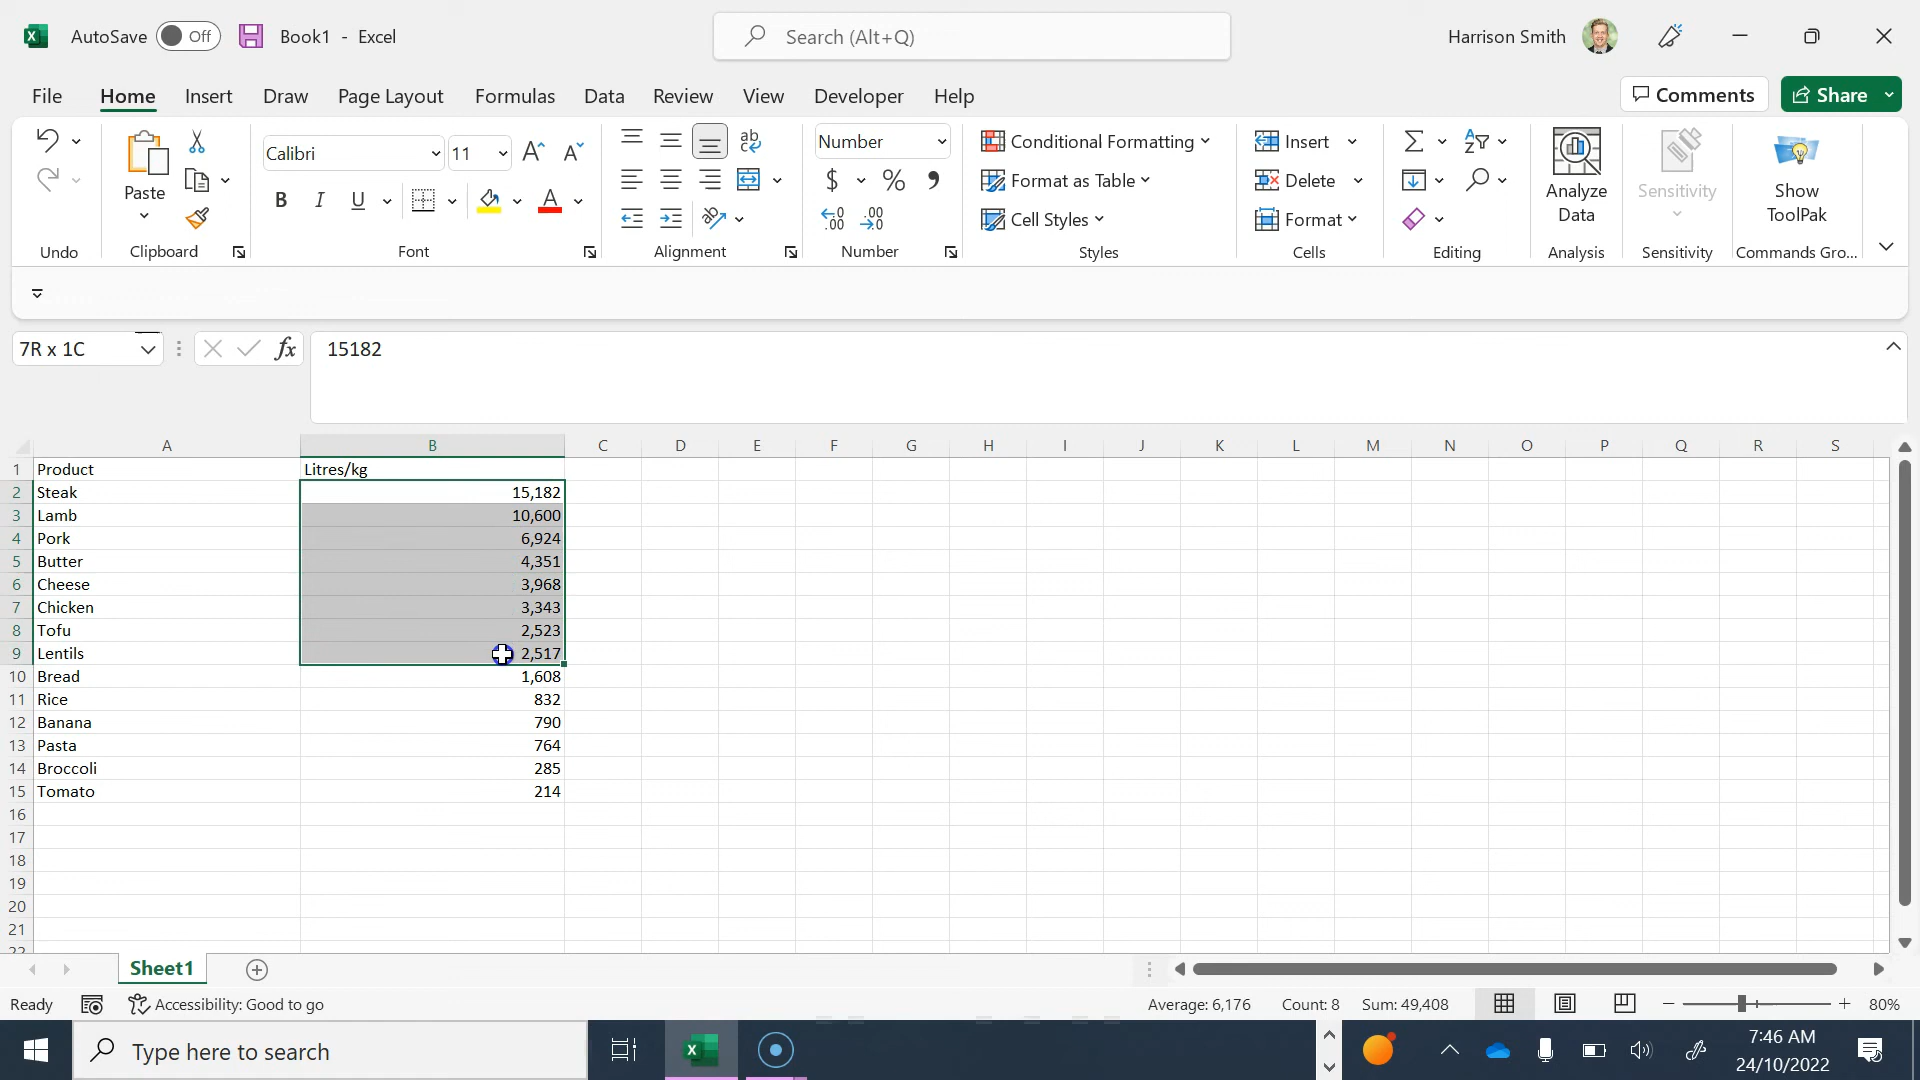 AutoSave Off Book1 - Excel Search (Alt+Q) Harrison Smith
File Home Insert Draw Page Layout Formulas Data Review View Developer Help Comments Share
Paste
Calibri 11
B I U A
ab
Number
$ %
Conditional Formatting
Format as Table
Cell Styles
Insert
Delete
Format
Analyze Data
Sensitivity
Show ToolPak
Undo Clipboard Font Alignment Number Styles Cells Editing Analysis Sensitivity Commands Gro...
7R x 1C fx 15182
A B C D E F G H I J K L M N O P Q R S
1 Product Litres/kg
2 Steak 15,182
3 Lamb 10,600
4 Pork 6,924
5 Butter 4,351
6 Cheese 3,968
7 Chicken 3,343
8 Tofu 2,523
9 Lentils 2,517
10 Bread 1,608
11 Rice 832
12 Banana 790
13 Pasta 764
14 Broccoli 285
15 Tomato 214
16
17
18
19
20
21
22
Sheet1
Ready Accessibility: Good to go Average: 6,176 Count: 8 Sum: 49,408 80%
Type here to search 7:46 AM
24/10/2022